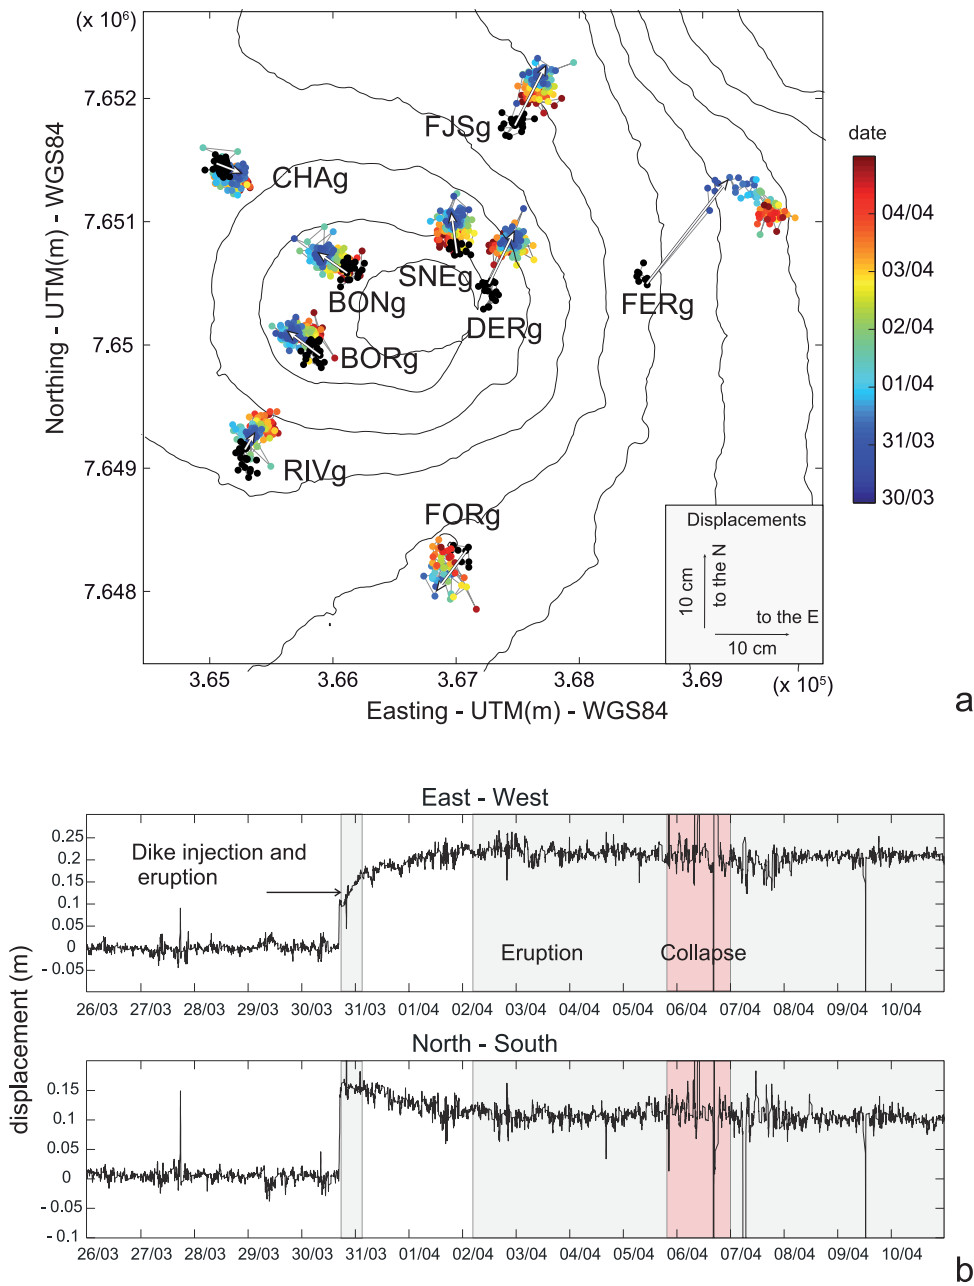 (x 10⁶)
7.652
7.651
7.65
7.649
7.648
Northing - UTM(m) - WGS84
FJSg
CHAg
SNEg
BONg
DERg
FERg
BORg
RIVg
FORg
date
04/04
03/04
02/04
01/04
31/03
30/03
Displacements
10 cm
to the N
to the E
10 cm
3.65 3.66 3.67 3.68 3.69 (x 10⁵)
Easting - UTM(m) - WGS84
a
East - West
0.25
0.2
0.15
0.1
0.05
0
- 0.05
Dike injection and
eruption
Eruption
Collapse
26/03 27/03 28/03 29/03 30/03 31/03 01/04 02/04 03/04 04/04 05/04 06/04 07/04 08/04 09/04 10/04
displacement (m)
North - South
0.15
0.1
0.05
0
- 0.05
- 0.1
26/03 27/03 28/03 29/03 30/03 31/03 01/04 02/04 03/04 04/04 05/04 06/04 07/04 08/04 09/04 10/04
b